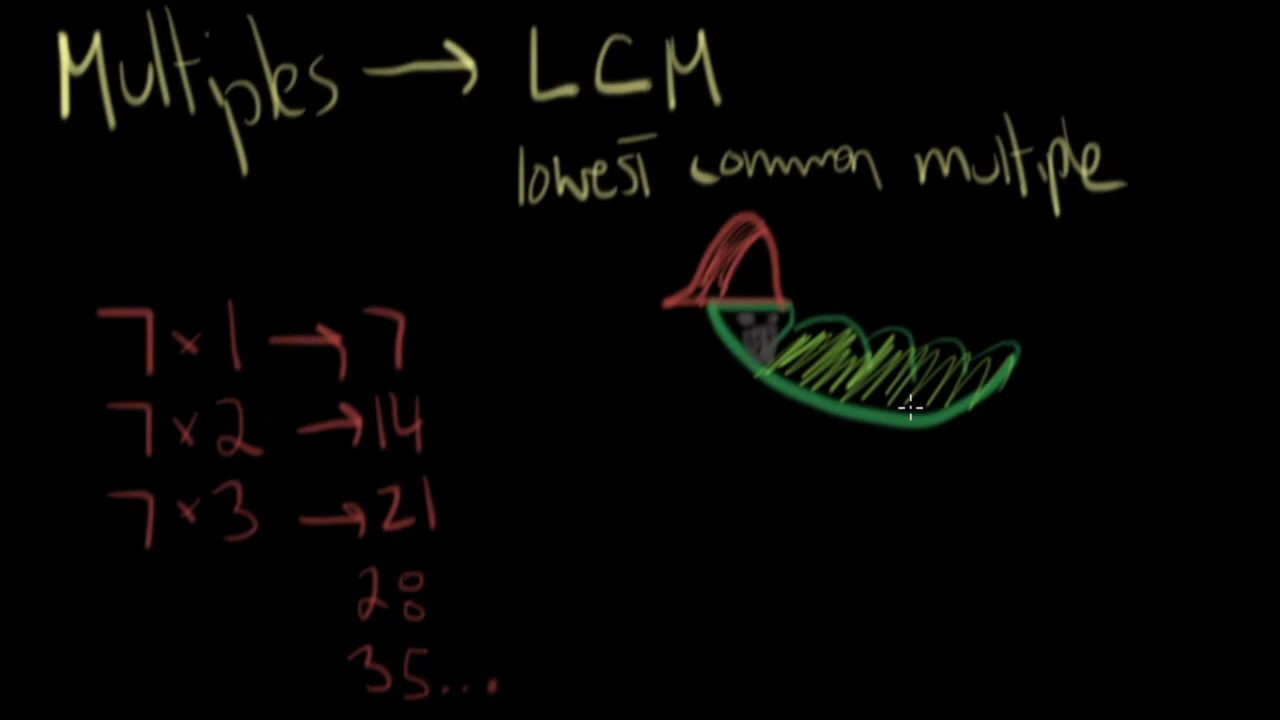 Multiples → LCM
lowest common multiple
7 × 1 → 7
7 × 2 → 14
7 × 3 → 21
28
35...